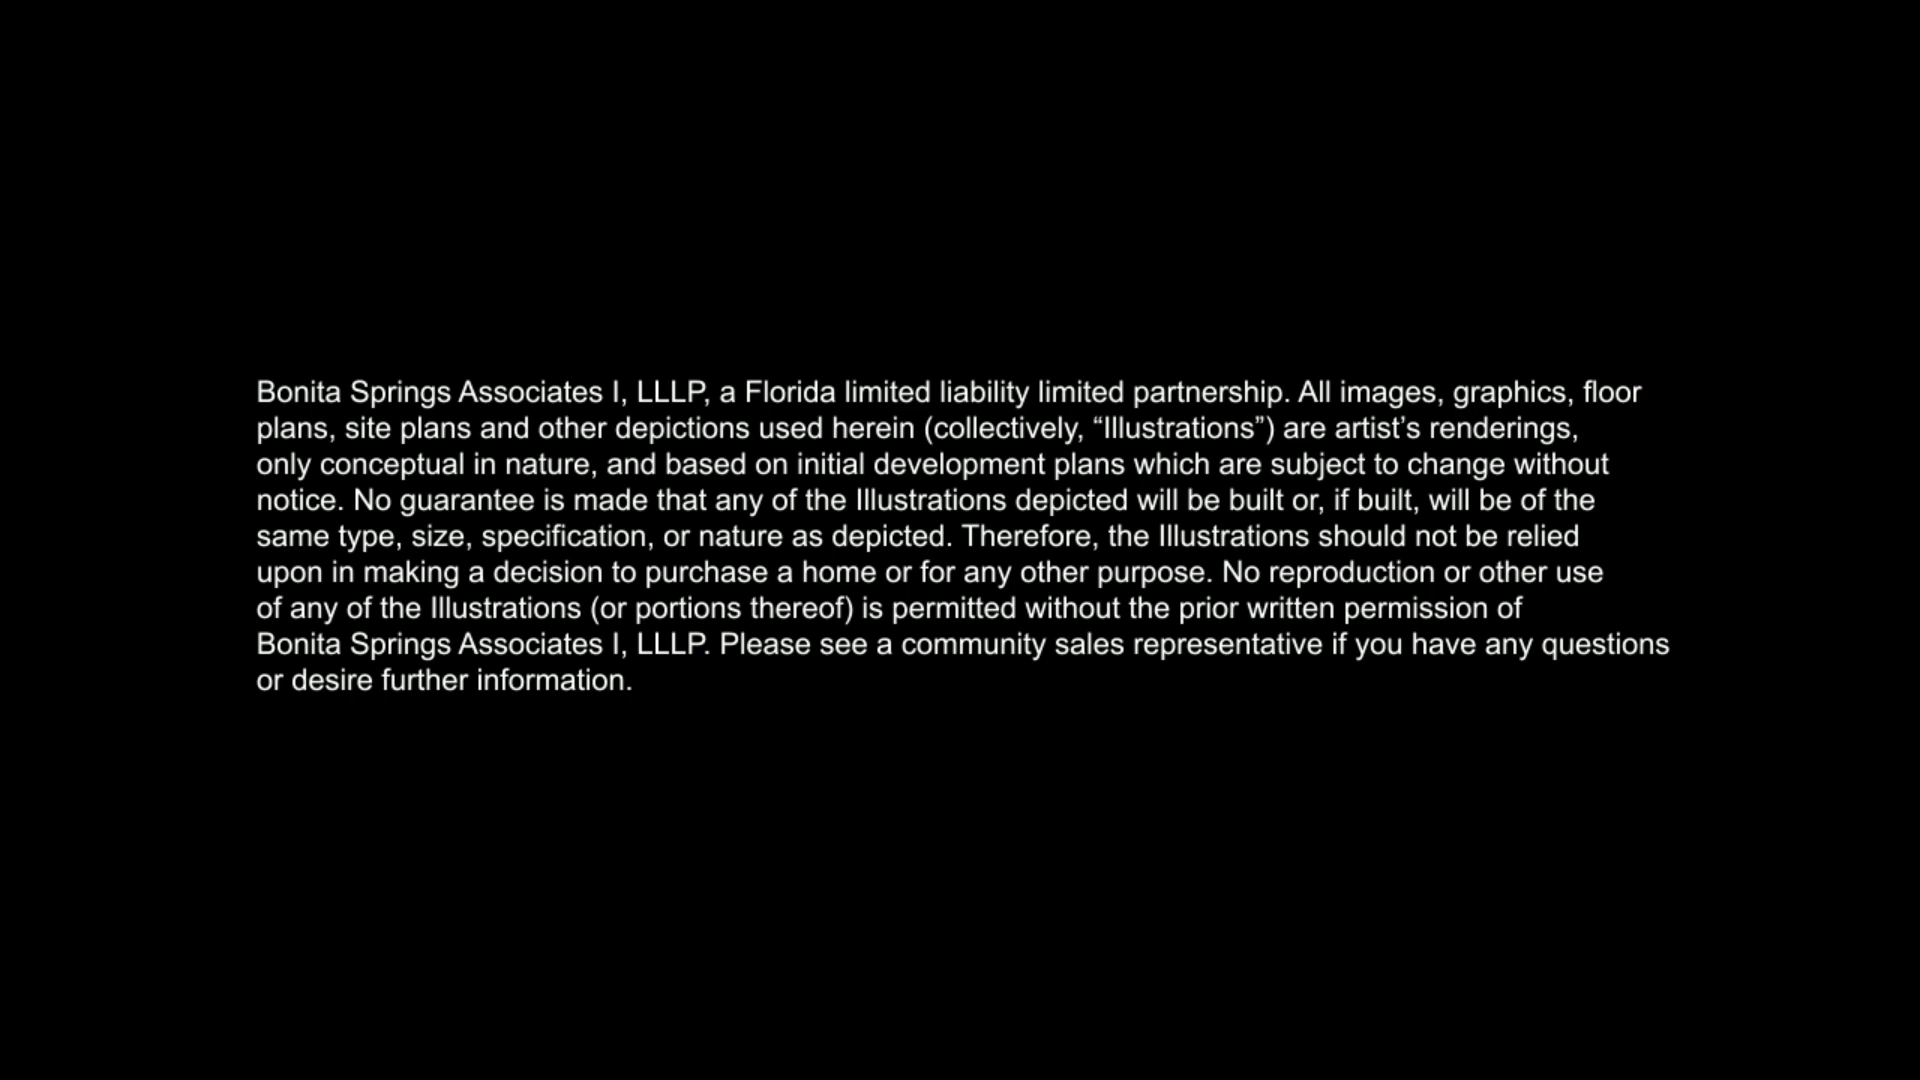 Bonita Springs Associates I, LLLP, a Florida limited liability limited partnership. All images, graphics, floor
plans, site plans and other depictions used herein (collectively, “Illustrations”) are artist’s renderings,
only conceptual in nature, and based on initial development plans which are subject to change without
notice. No guarantee is made that any of the Illustrations depicted will be built or, if built, will be of the
same type, size, specification, or nature as depicted. Therefore, the Illustrations should not be relied
upon in making a decision to purchase a home or for any other purpose. No reproduction or other use
of any of the Illustrations (or portions thereof) is permitted without the prior written permission of
Bonita Springs Associates I, LLLP. Please see a community sales representative if you have any questions
or desire further information.